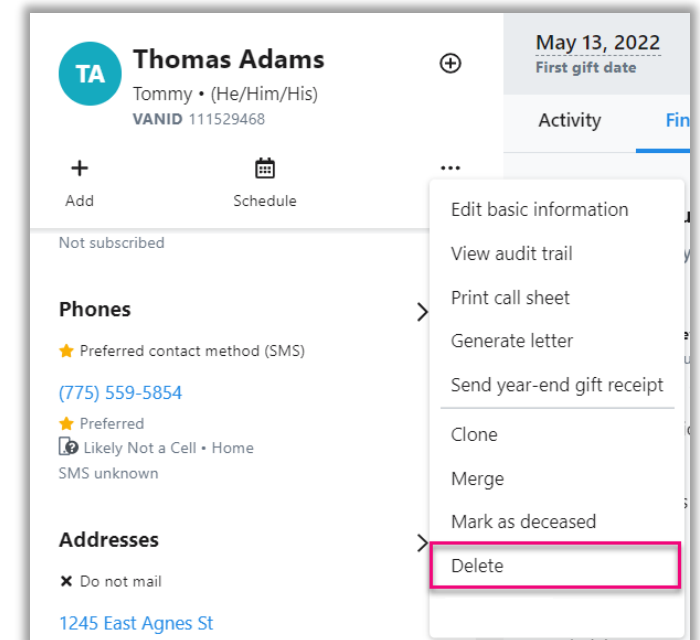 TA
Thomas Adams
Tommy • (He/Him/His)
VANID 111529468
Add
Schedule
Not subscribed
Phones
Preferred contact method (SMS)
(775) 559-5854
Preferred
Likely Not a Cell • Home
SMS unknown
Addresses
Do not mail
1245 East Agnes St
May 13, 2022
First gift date
Activity
Fin
Edit basic information
View audit trail
Print call sheet
Generate letter
Send year-end gift receipt
Clone
Merge
Mark as deceased
Delete